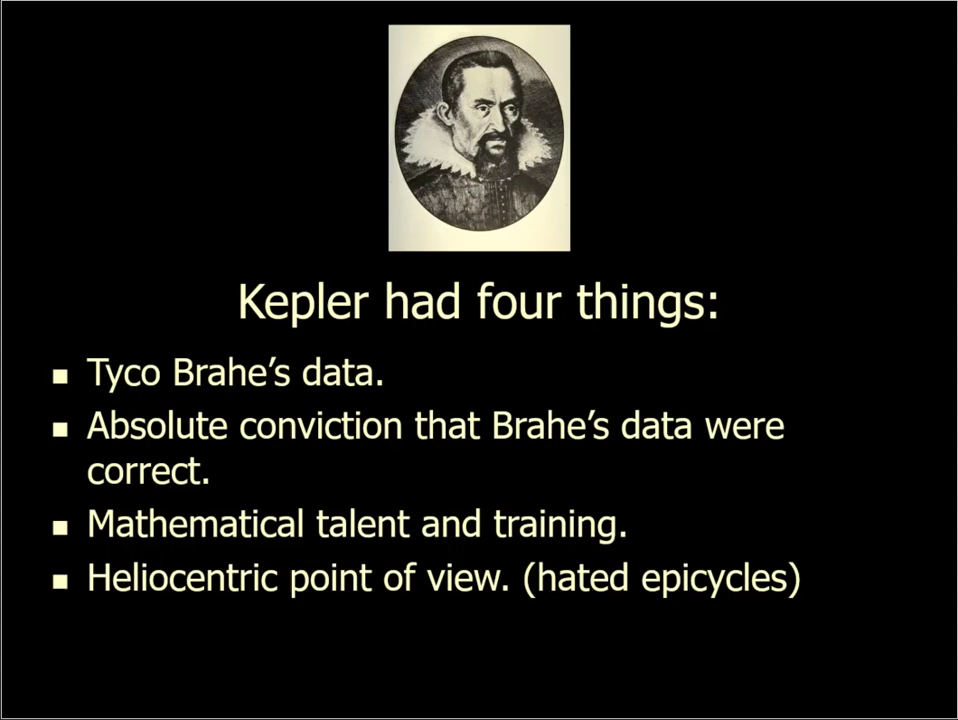 Kepler had four things:
Tyco Brahe’s data.
Absolute conviction that Brahe’s data were
correct.
Mathematical talent and training.
Heliocentric point of view. (hated epicycles)